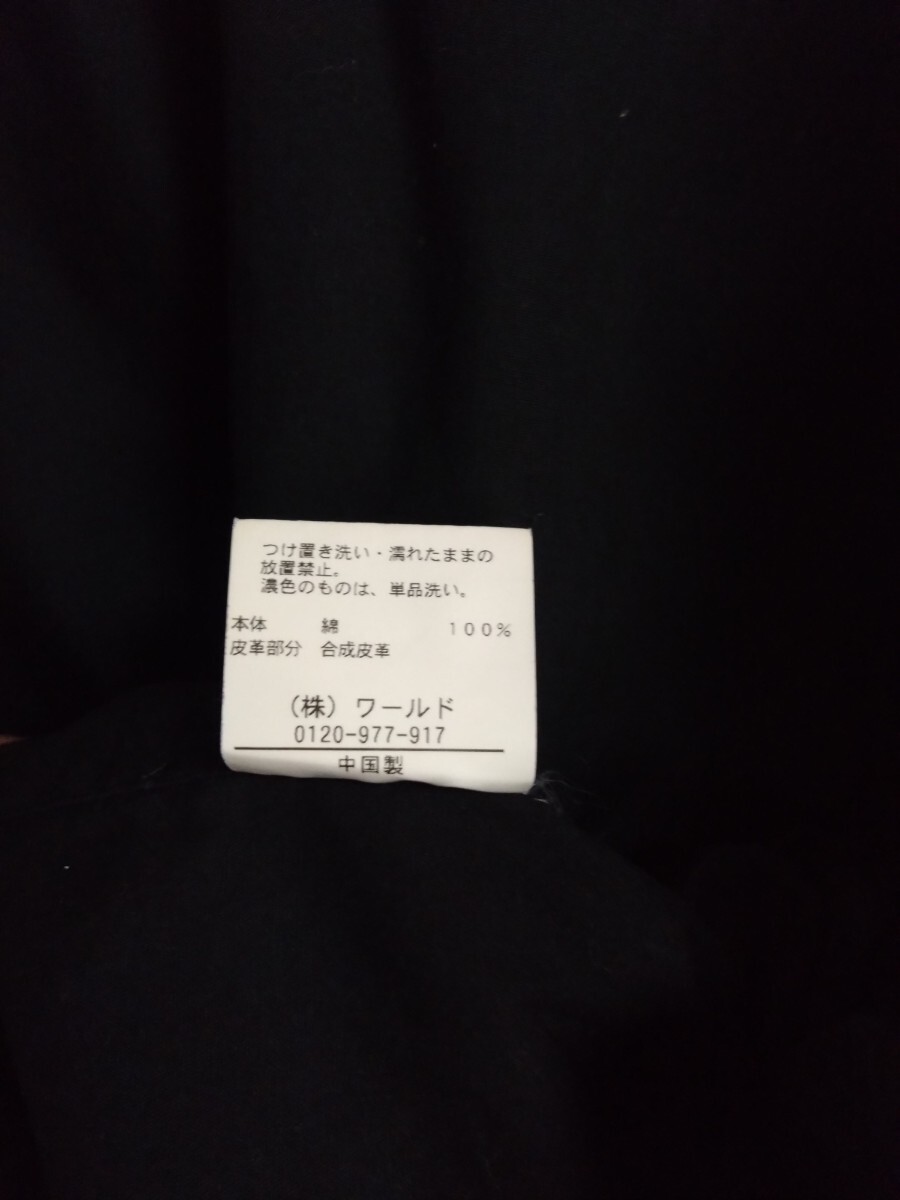 つけ置き洗い・濡れたままの
放置禁止。
濃色のものは、単品洗い。
本体 綿 100%
皮革部分 合成皮革
(株) ワールド
0120-977-917
中国製